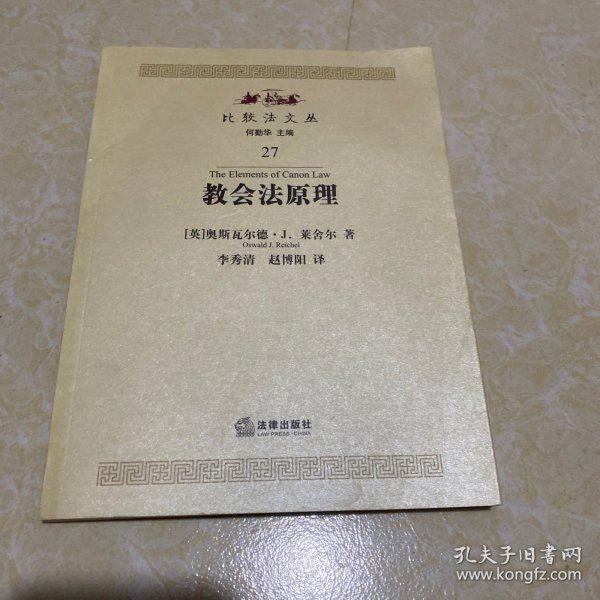 比较法文丛
何勤华 主编
27
The Elements of Canon Law
教会法原理
[英]奥斯瓦尔德·J. 莱舍尔 著
Oswald J. Reichel
李秀清 赵博阳 译
法律出版社
LAW PRESS·CHINA
孔夫子旧书网
www.kongfz.com